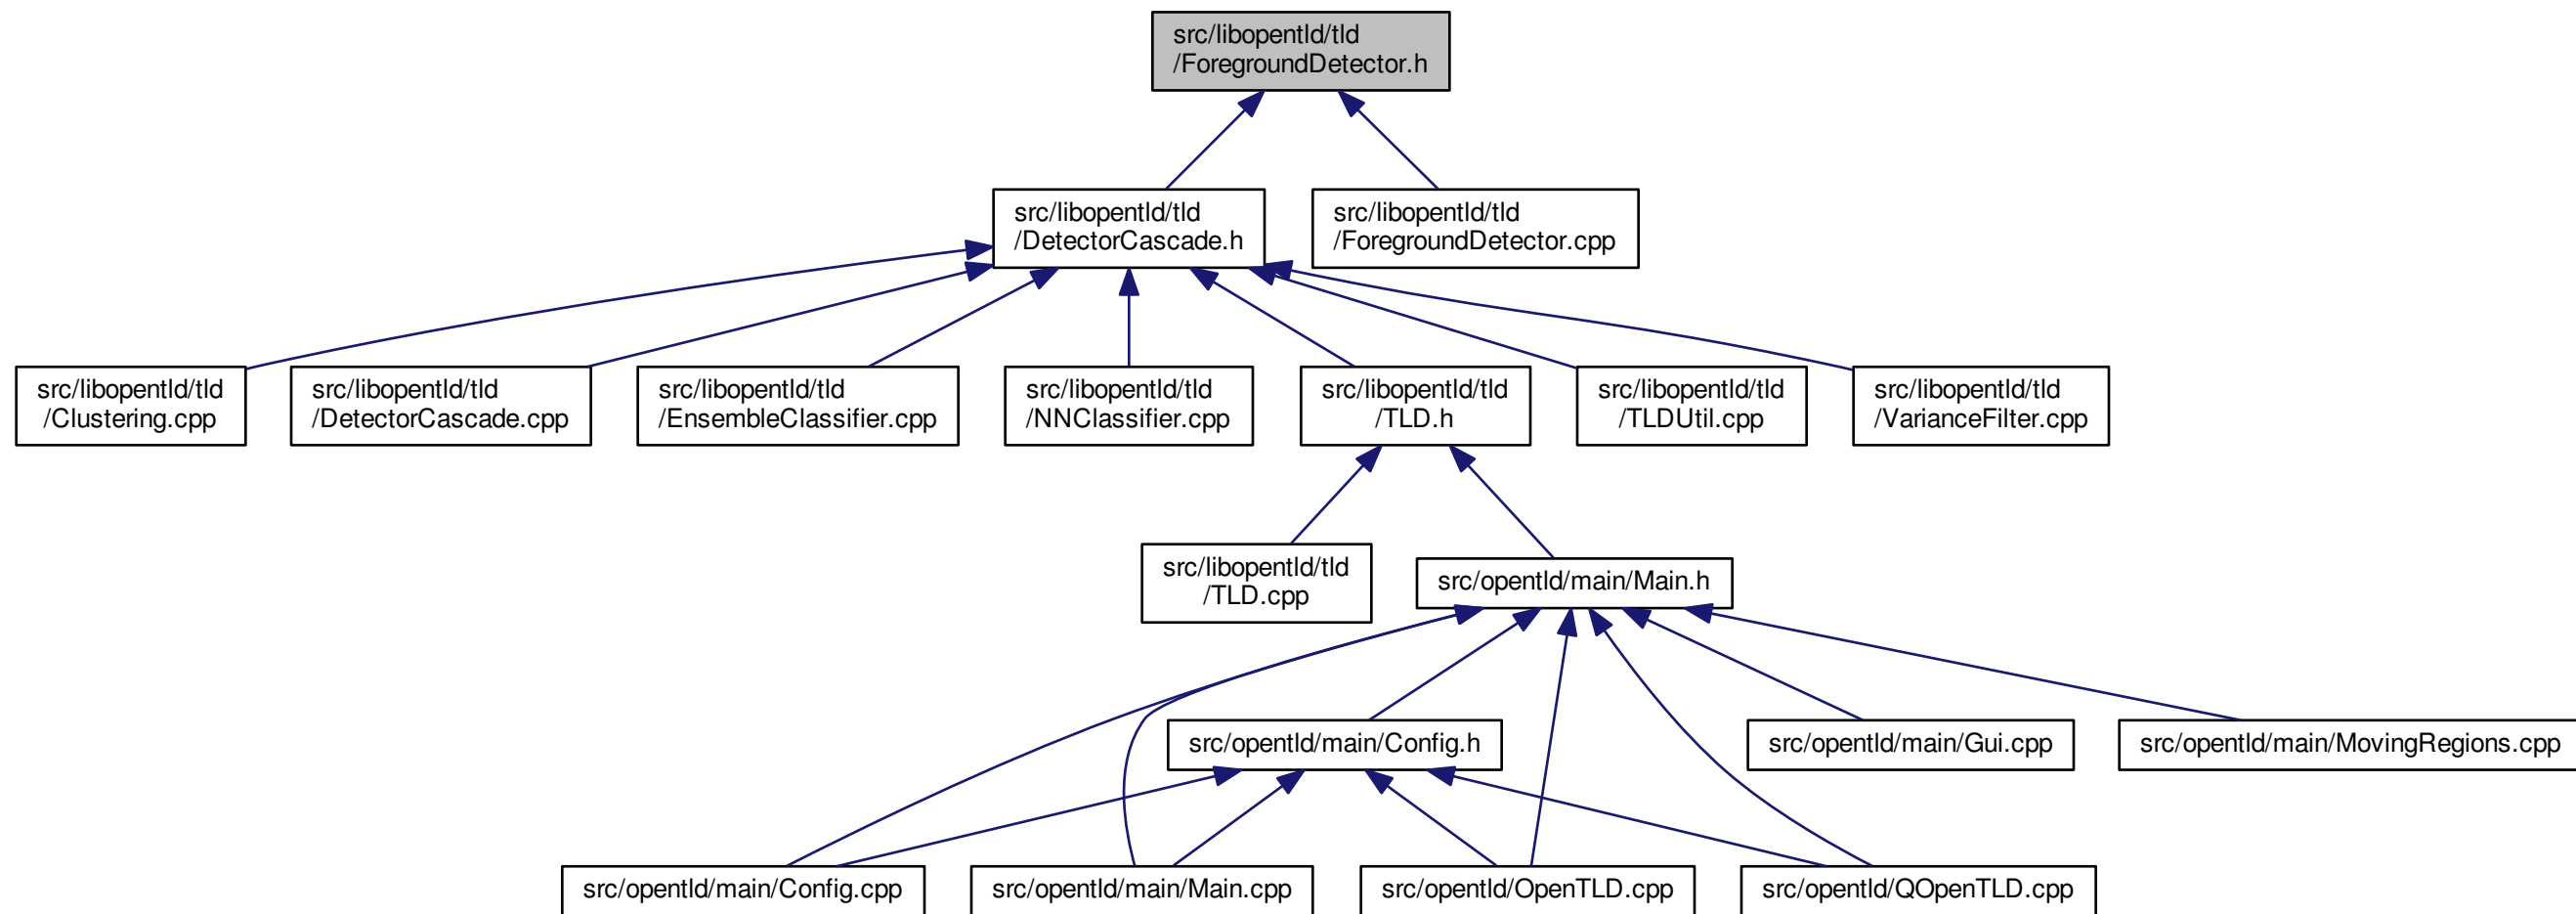 src/libopentld/tld
/ForegroundDetector.h
src/libopentld/tld
/DetectorCascade.h
src/libopentld/tld
/ForegroundDetector.cpp
src/libopentld/tld
/Clustering.cpp
src/libopentld/tld
/DetectorCascade.cpp
src/libopentld/tld
/EnsembleClassifier.cpp
src/libopentld/tld
/NNClassifier.cpp
src/libopentld/tld
/TLD.h
src/libopentld/tld
/TLDUtil.cpp
src/libopentld/tld
/VarianceFilter.cpp
src/libopentld/tld
/TLD.cpp
src/opentld/main/Main.h
src/opentld/main/Config.h
src/opentld/main/Gui.cpp
src/opentld/main/MovingRegions.cpp
src/opentld/main/Config.cpp
src/opentld/main/Main.cpp
src/opentld/OpenTLD.cpp
src/opentld/QOpenTLD.cpp